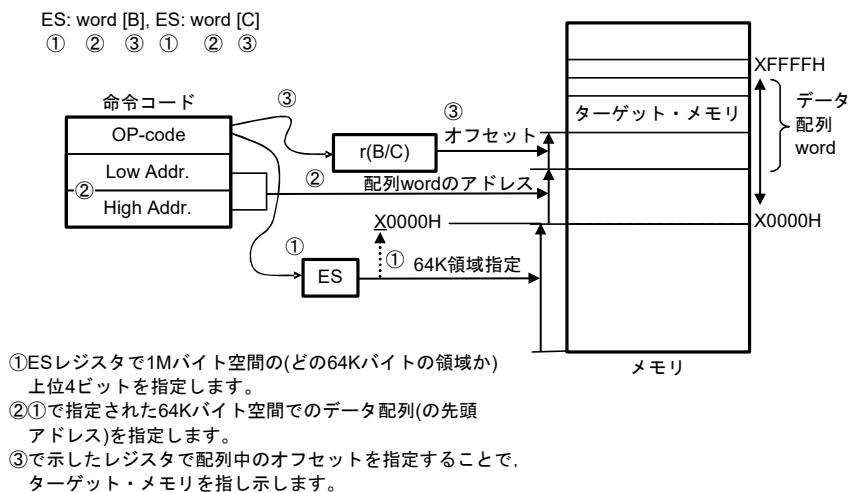 ES: word [B], ES: word [C]
① ② ③ ① ② ③
命令コード
OP-code
Low Addr.
②
High Addr.
③
r(B/C)
③
オフセット
②
配列wordのアドレス
X0000H
①
ES
①
64K領域指定
XFFFFH
ターゲット・メモリ
データ
配列
word
X0000H
メモリ
①ESレジスタで1Mバイト空間の(どの64Kバイトの領域か)
上位4ビットを指定します。
②①で指定された64Kバイト空間でのデータ配列(の先頭
アドレス)を指定します。
③で示したレジスタで配列中のオフセットを指定することで,
ターゲット・メモリを指し示します。